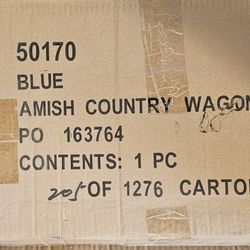 50170
BLUE
AMISH COUNTRY WAGON
PO 163764
CONTENTS: 1 PC
205 OF 1276 CARTO